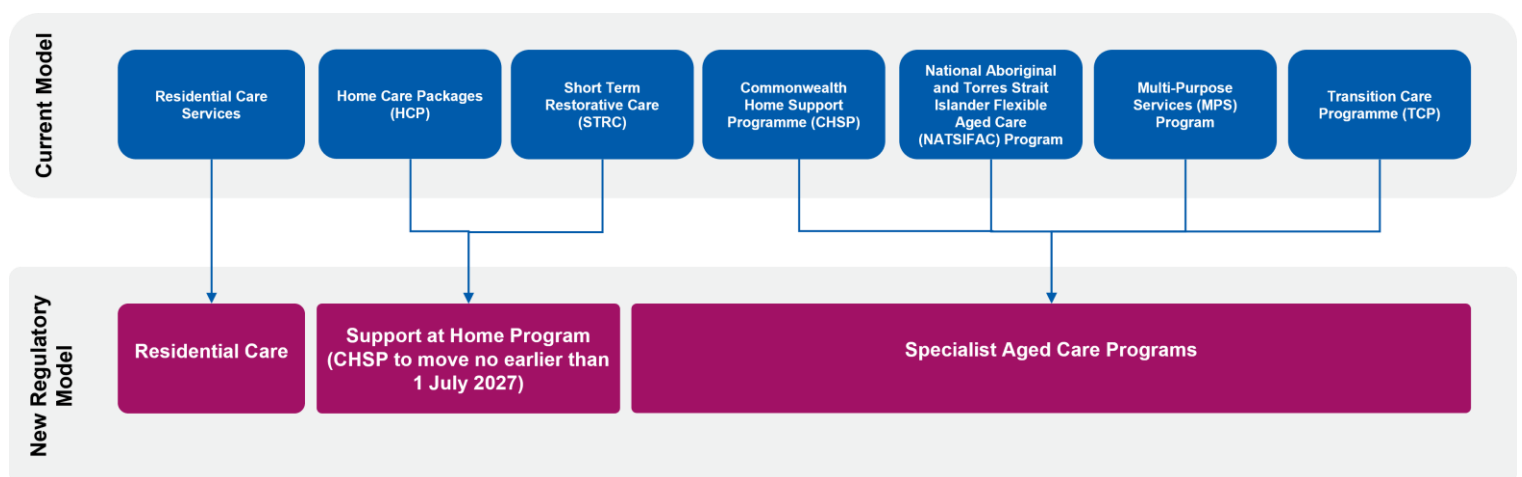 Current Model
Residential Care
Services
Home Care Packages
(HCP)
Short Term
Restorative Care
(STRC)
Commonwealth
Home Support
Programme (CHSP)
National Aboriginal
and Torres Strait
Islander Flexible
Aged Care
(NATSIFAC) Program
Multi-Purpose
Services (MPS)
Program
Transition Care
Programme (TCP)
New Regulatory
Model
Residential Care
Support at Home Program
(CHSP to move no earlier than
1 July 2027)
Specialist Aged Care Programs